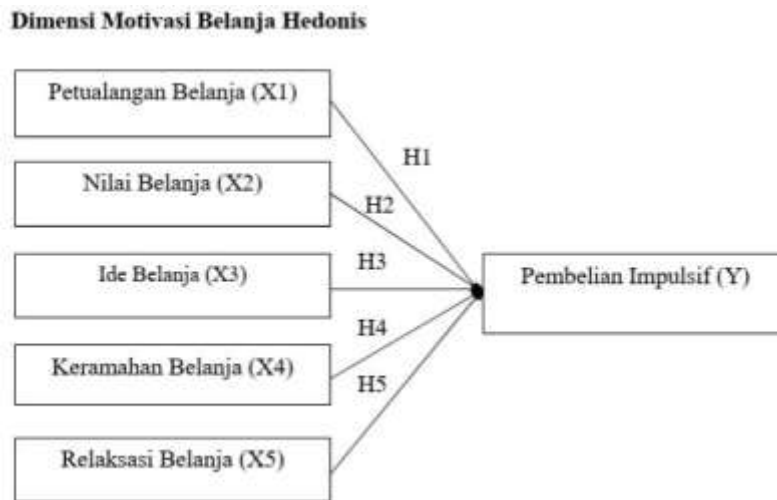 Dimensi Motivasi Belanja Hedonis
Petualangan Belanja (X1)
H1
Nilai Belanja (X2)
H2
Ide Belanja (X3)
H3
Pembelian Impulsif (Y)
Keramahan Belanja (X4)
H4
H5
Relaksasi Belanja (X5)